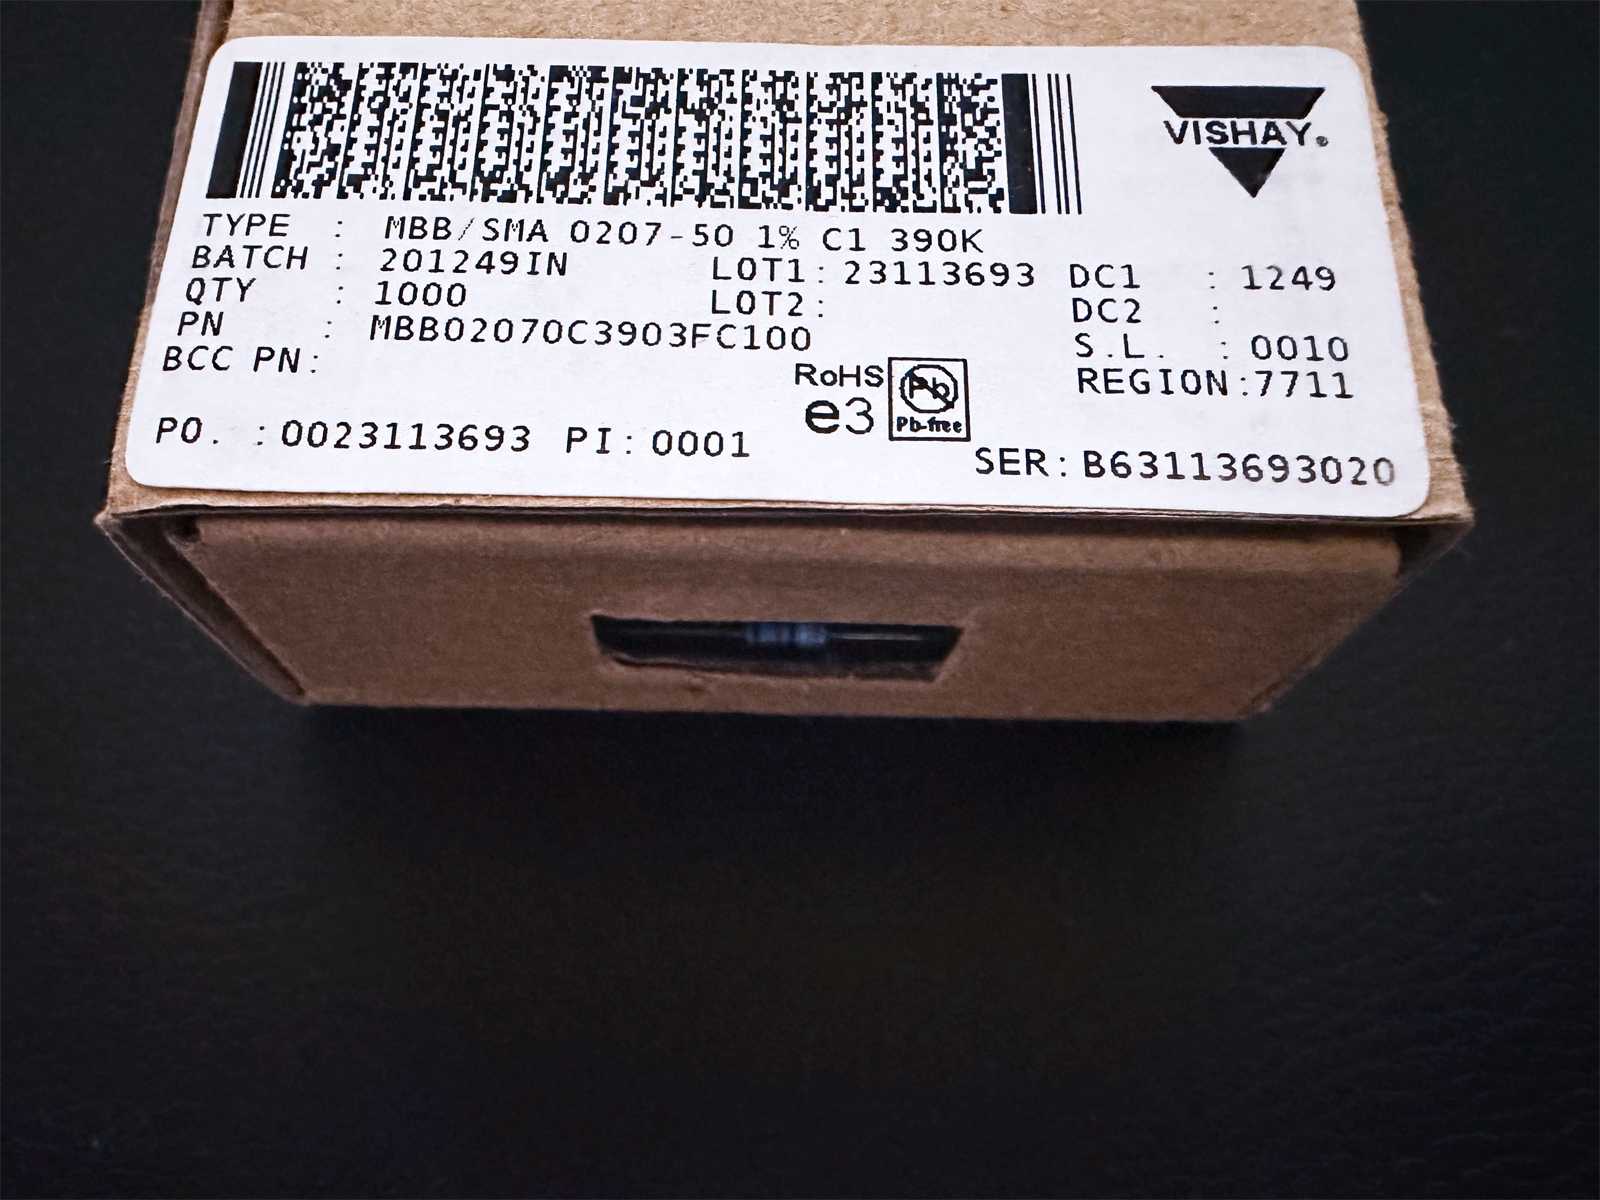 VISHAY®
TYPE : MBB/SMA 0207-50 1% C1 390K
BATCH : 201249IN LOT1: 23113693 DC1 : 1249
QTY : 1000 LOT2: DC2 :
PN : MBB02070C3903FC100 S.L. : 0010
BCC PN: RoHS Pb REGION:7711
e3 Pb-free
PO. :0023113693 PI:0001
SER:B63113693020